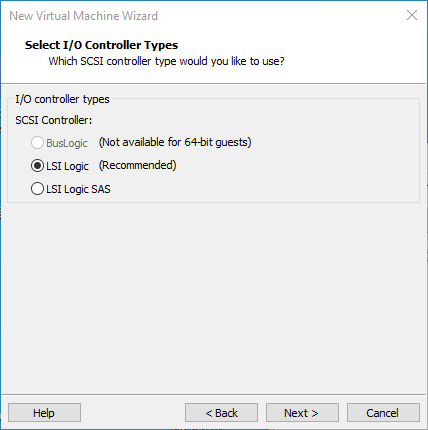 New Virtual Machine Wizard
Select I/O Controller Types
Which SCSI controller type would you like to use?
I/O controller types
SCSI Controller:
BusLogic (Not available for 64-bit guests)
LSI Logic (Recommended)
LSI Logic SAS
Help < Back Next > Cancel